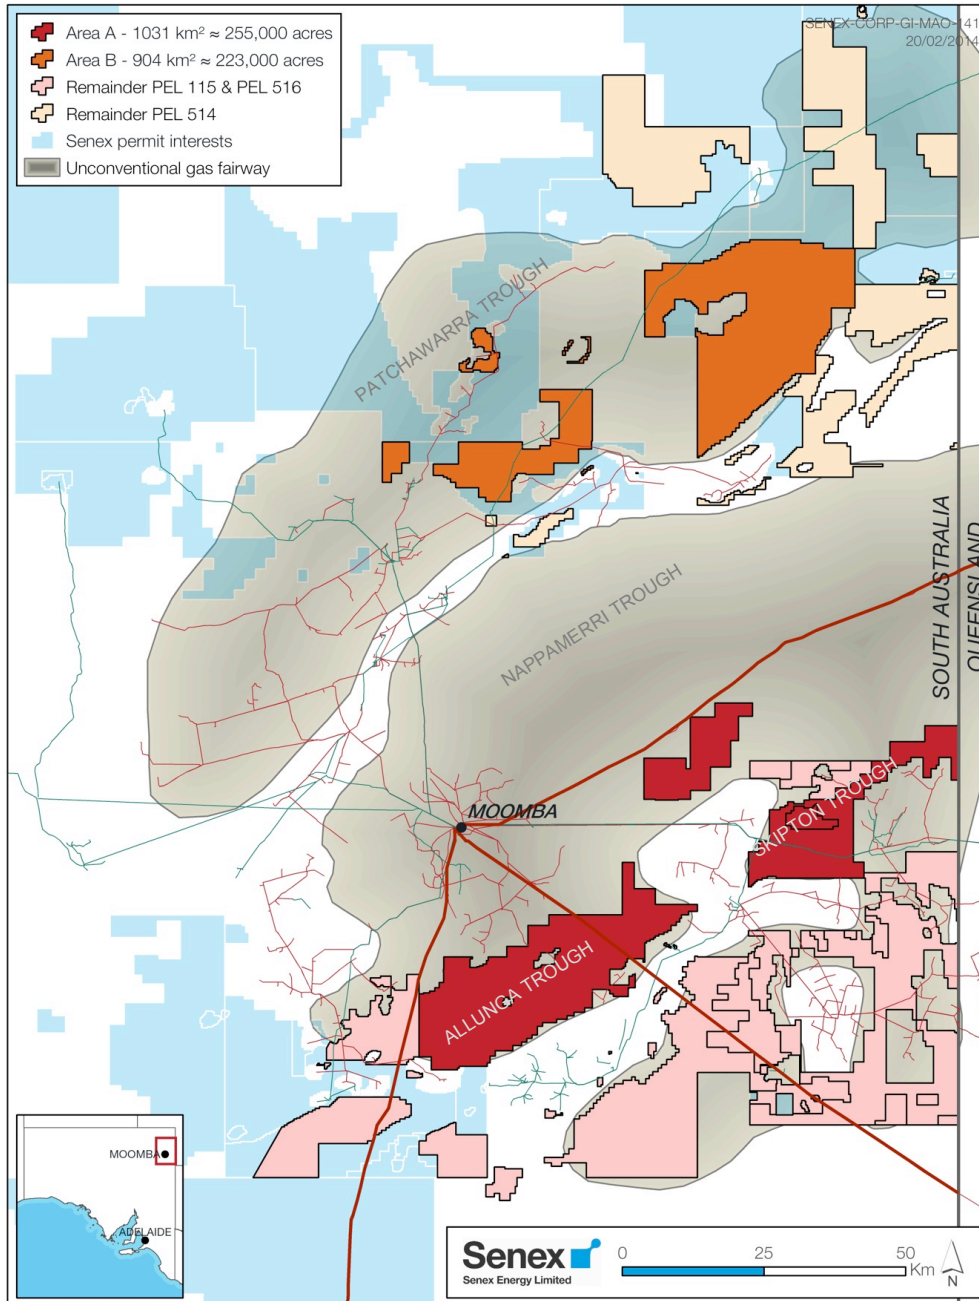 SENEX-CORP-GI-MAO-141
20/02/2014
Area A - 1031 km² ≈ 255,000 acres
Area B - 904 km² ≈ 223,000 acres
Remainder PEL 115 & PEL 516
Remainder PEL 514
Senex permit interests
Unconventional gas fairway
PATCHAWARRA TROUGH
NAPPAMERRI TROUGH
SOUTH AUSTRALIA
QUEENSLAND
MOOMBA
SKIPTON TROUGH
ALLUNGA TROUGH
MOOMBA
ADELAIDE
Senex
Senex Energy Limited
0 25 50
Km
N